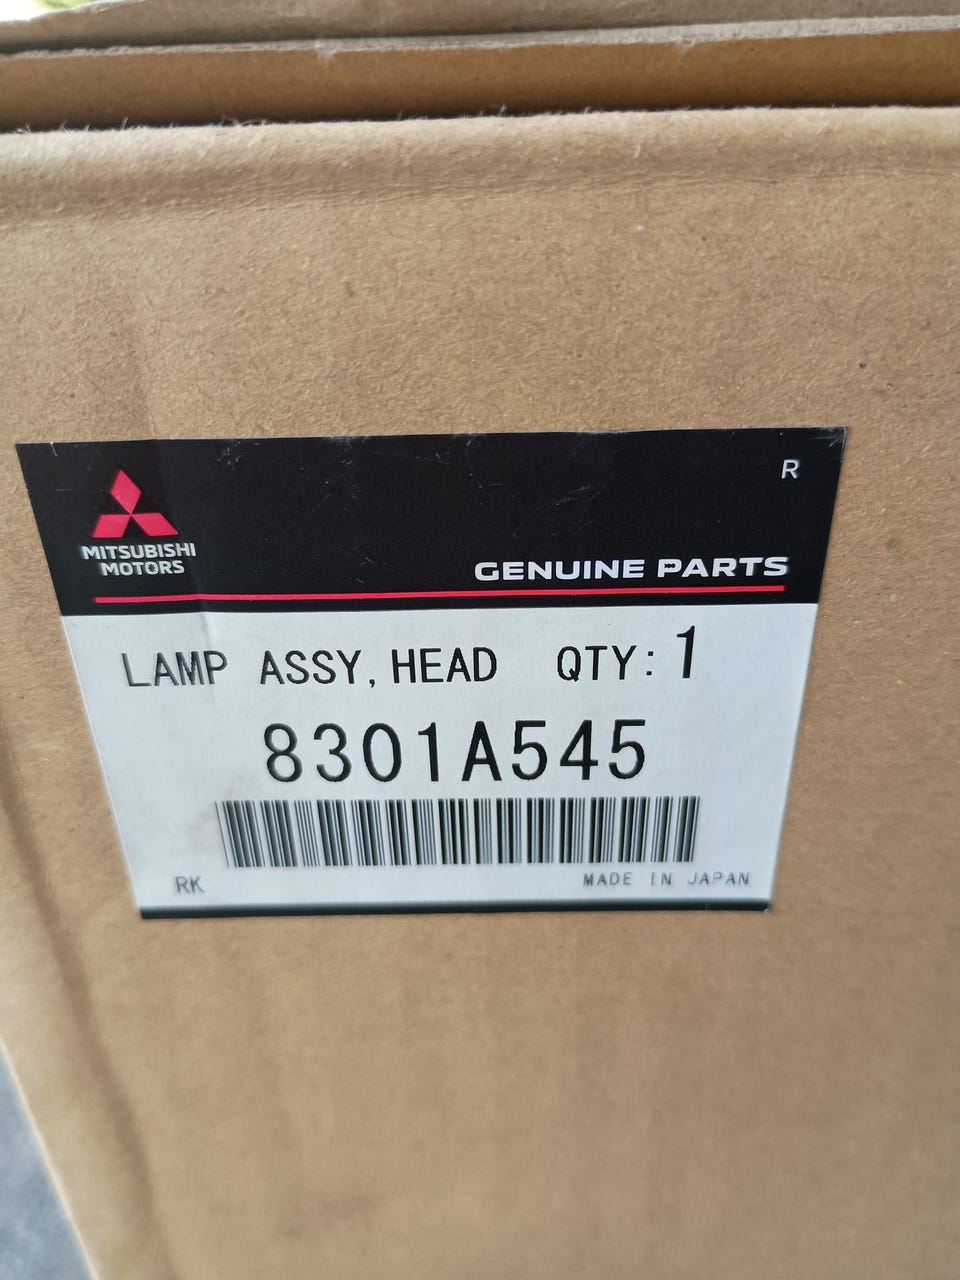 R
MITSUBISHI
MOTORS
GENUINE PARTS
LAMP ASSY, HEAD QTY: 1
8301A545
RK MADE IN JAPAN